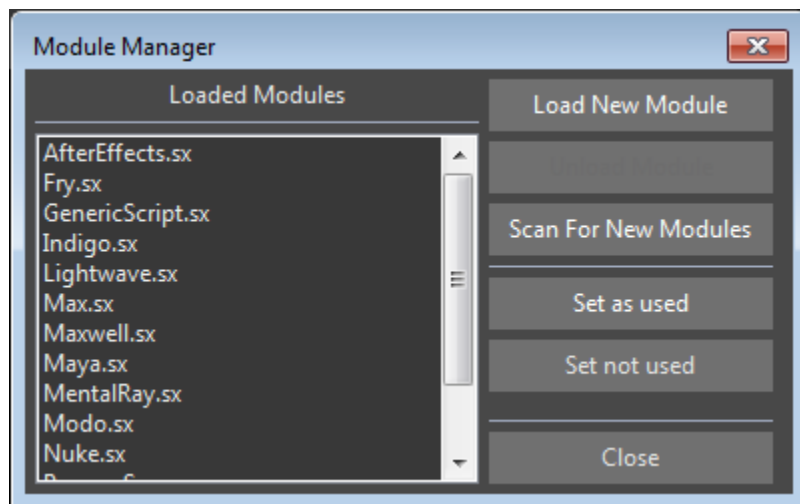 Module Manager
Loaded Modules
AfterEffects.sx
Fry.sx
GenericScript.sx
Indigo.sx
Lightwave.sx
Max.sx
Maxwell.sx
Maya.sx
MentalRay.sx
Modo.sx
Nuke.sx
Load New Module
Unload Module
Scan For New Modules
Set as used
Set not used
Close